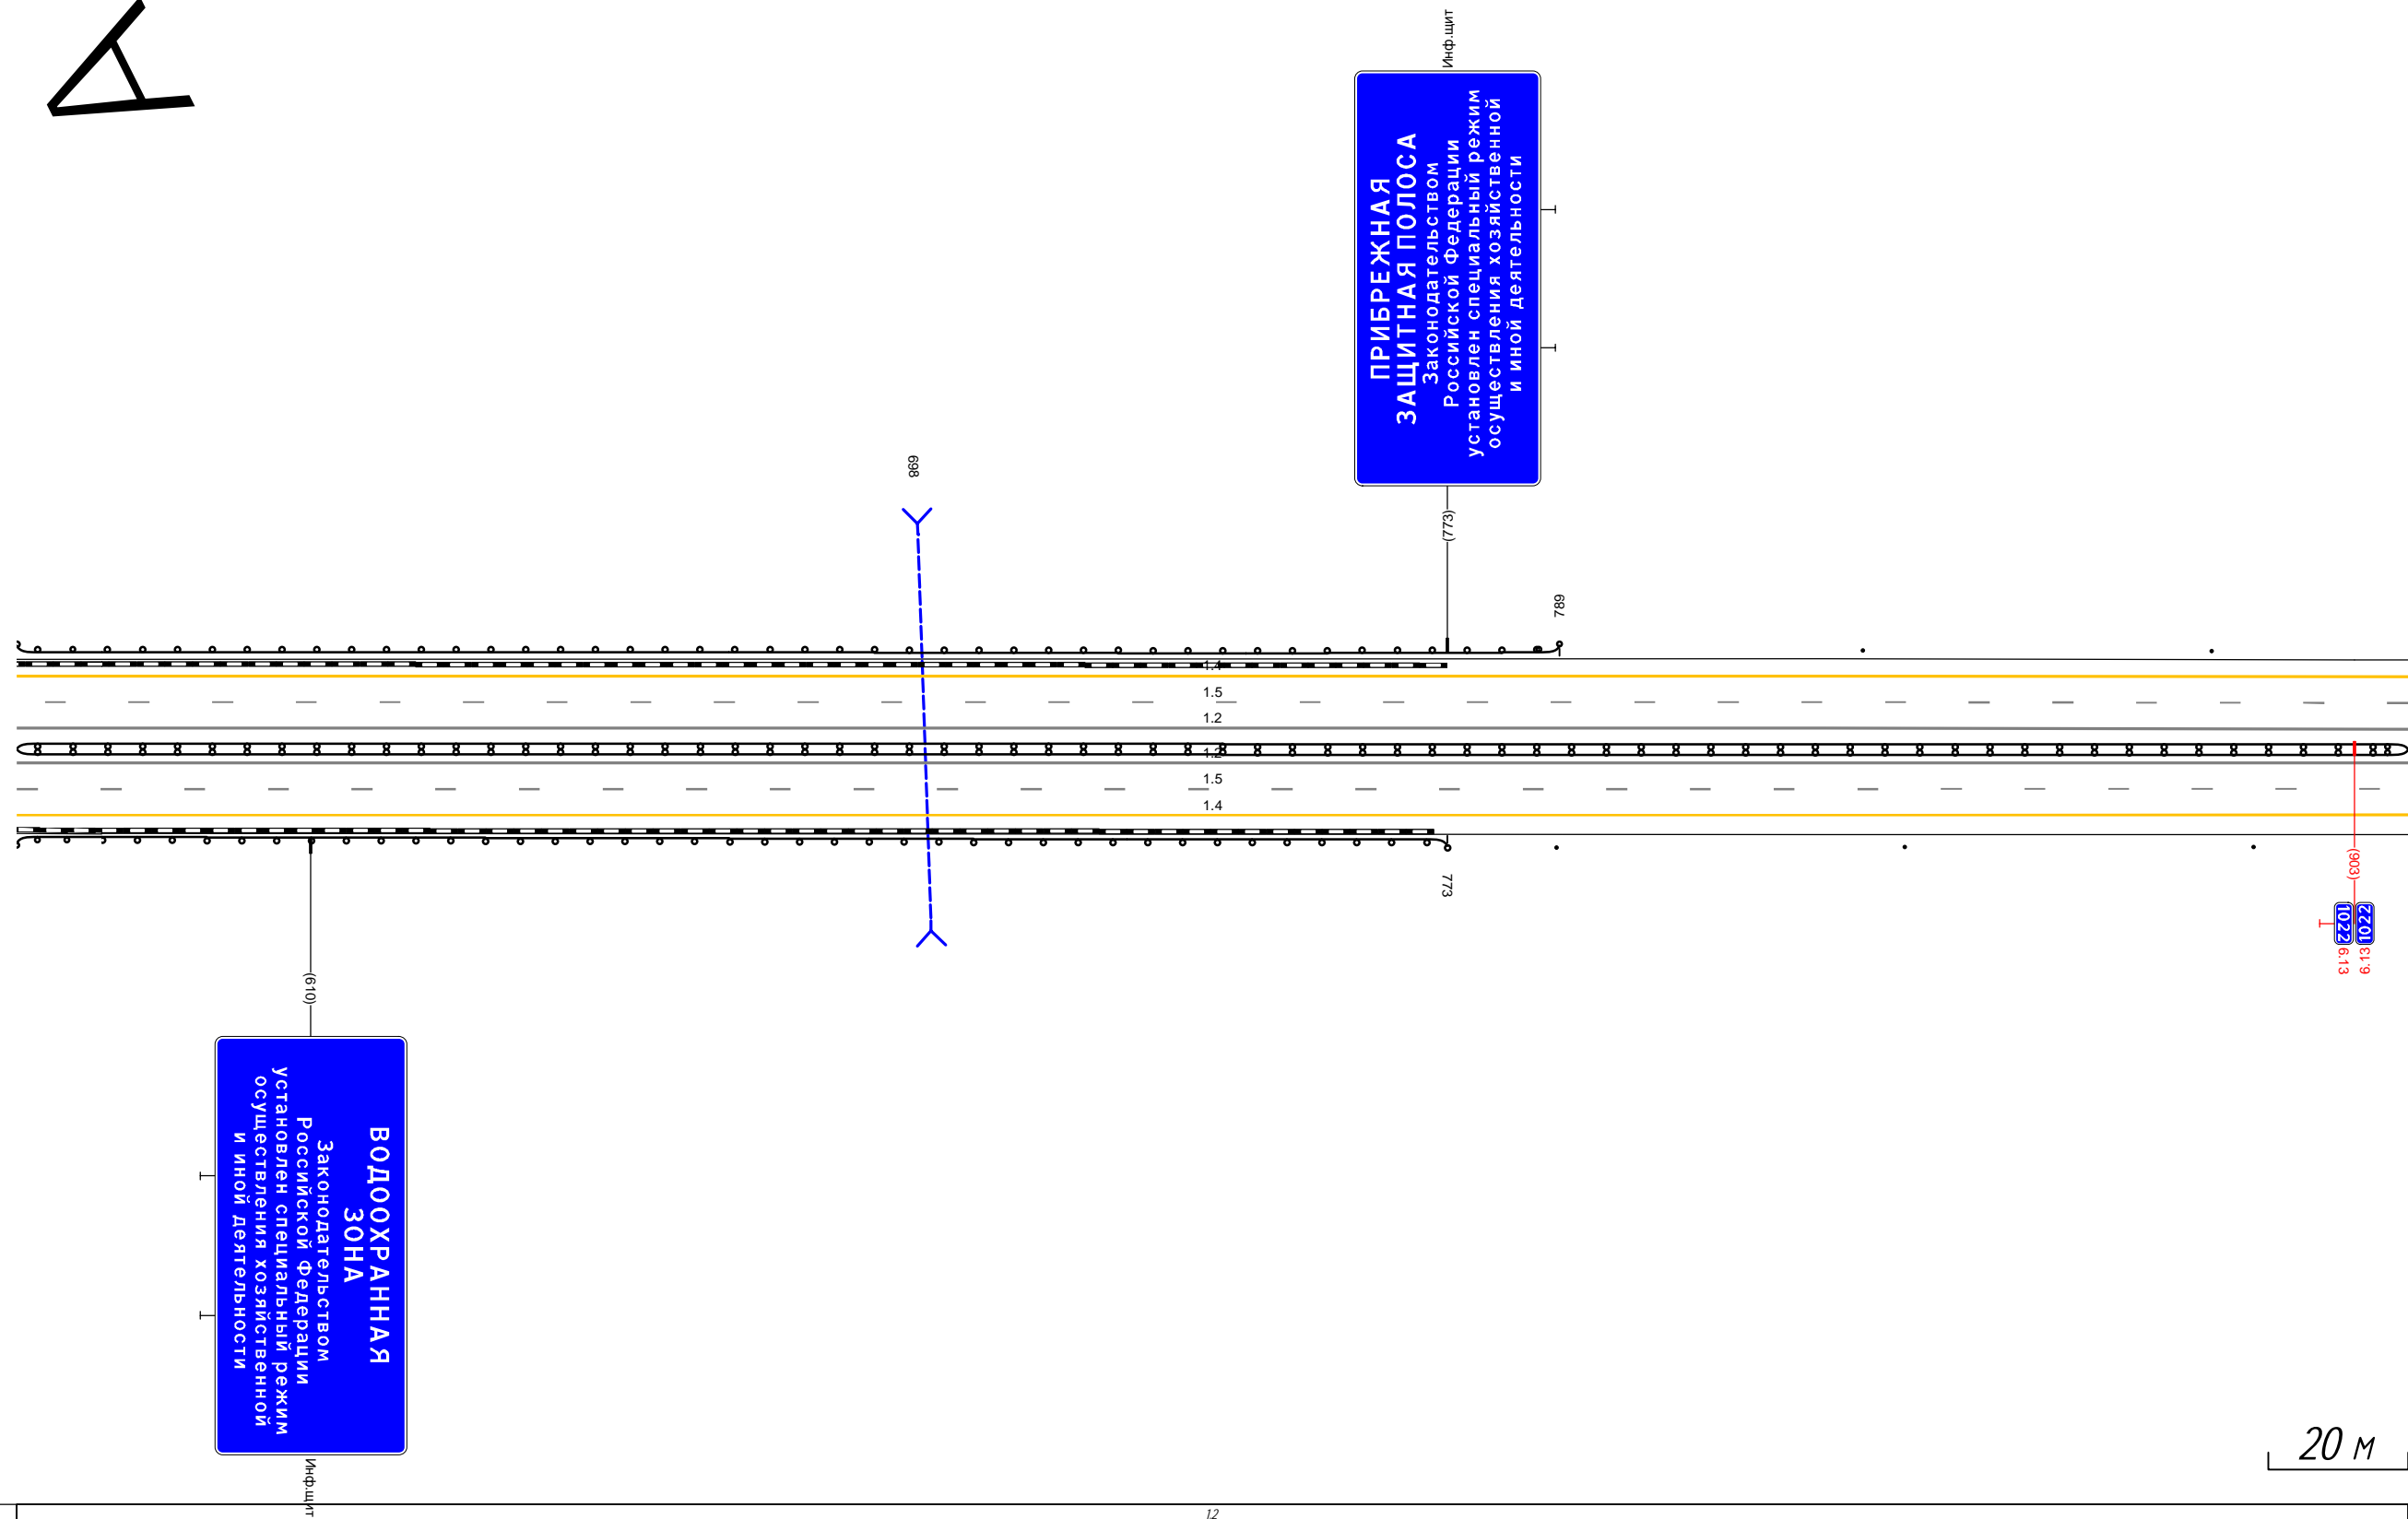 А
Инф.щит
ПРИБРЕЖНАЯ
ЗАЩИТНАЯ ПОЛОСА
Законодательством
Российской Федерации
установлен специальный режим
осуществления хозяйственной
и иной деятельности
(773)
698
789
1.4
1.5
1.2
1.2
1.5
1.4
773
(903)
1022
1022
6.13
6.13
(610)
ВОДООХРАННАЯ
ЗОНА
Законодательством
Российской Федерации
установлен специальный режим
осуществления хозяйственной
и иной деятельности
Инф.щит
20 м
12